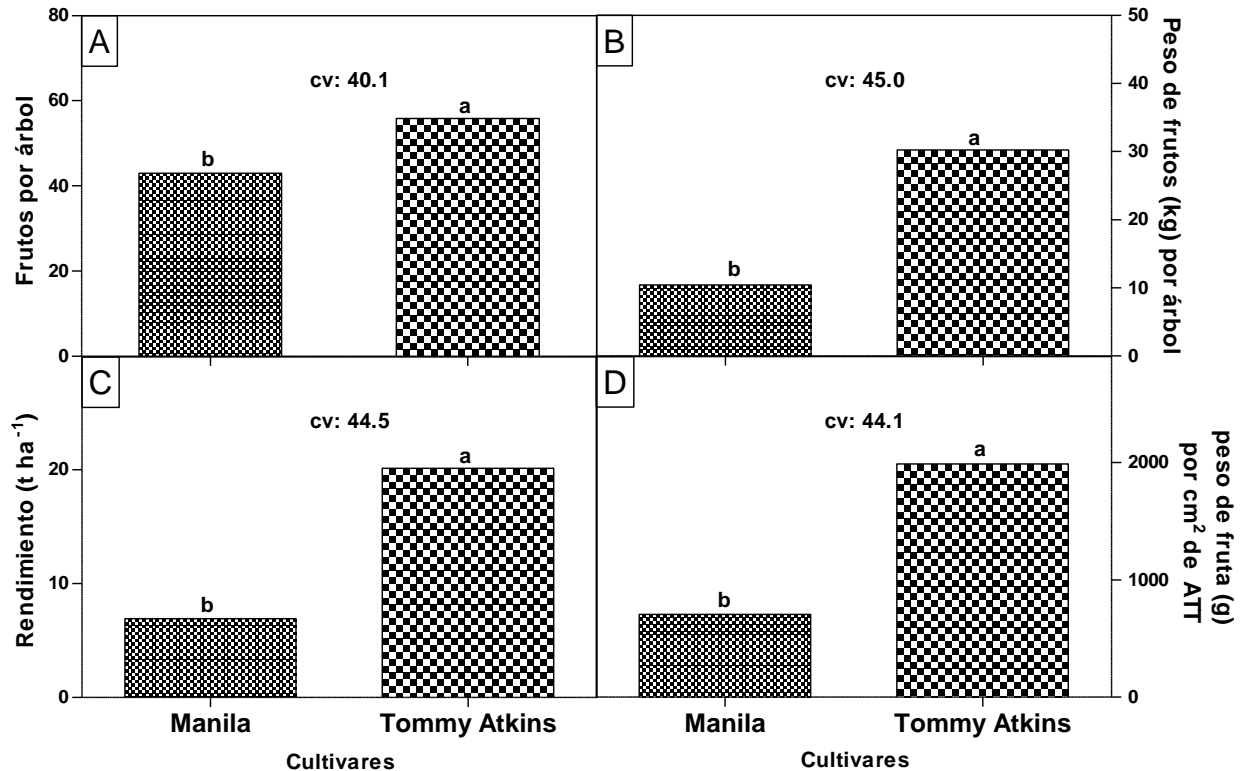 A
cv: 40.1
b
a
80
60
40
20
0
Frutos por árbol
B
cv: 45.0
b
a
50
40
30
20
10
0
Peso de frutos (kg) por árbol
C
cv: 44.5
b
a
20
10
0
Rendimiento (t ha⁻¹)
Manila
Tommy Atkins
Cultivares
D
cv: 44.1
b
a
2000
1000
0
peso de fruta (g)
por cm² de ATT
Manila
Tommy Atkins
Cultivares